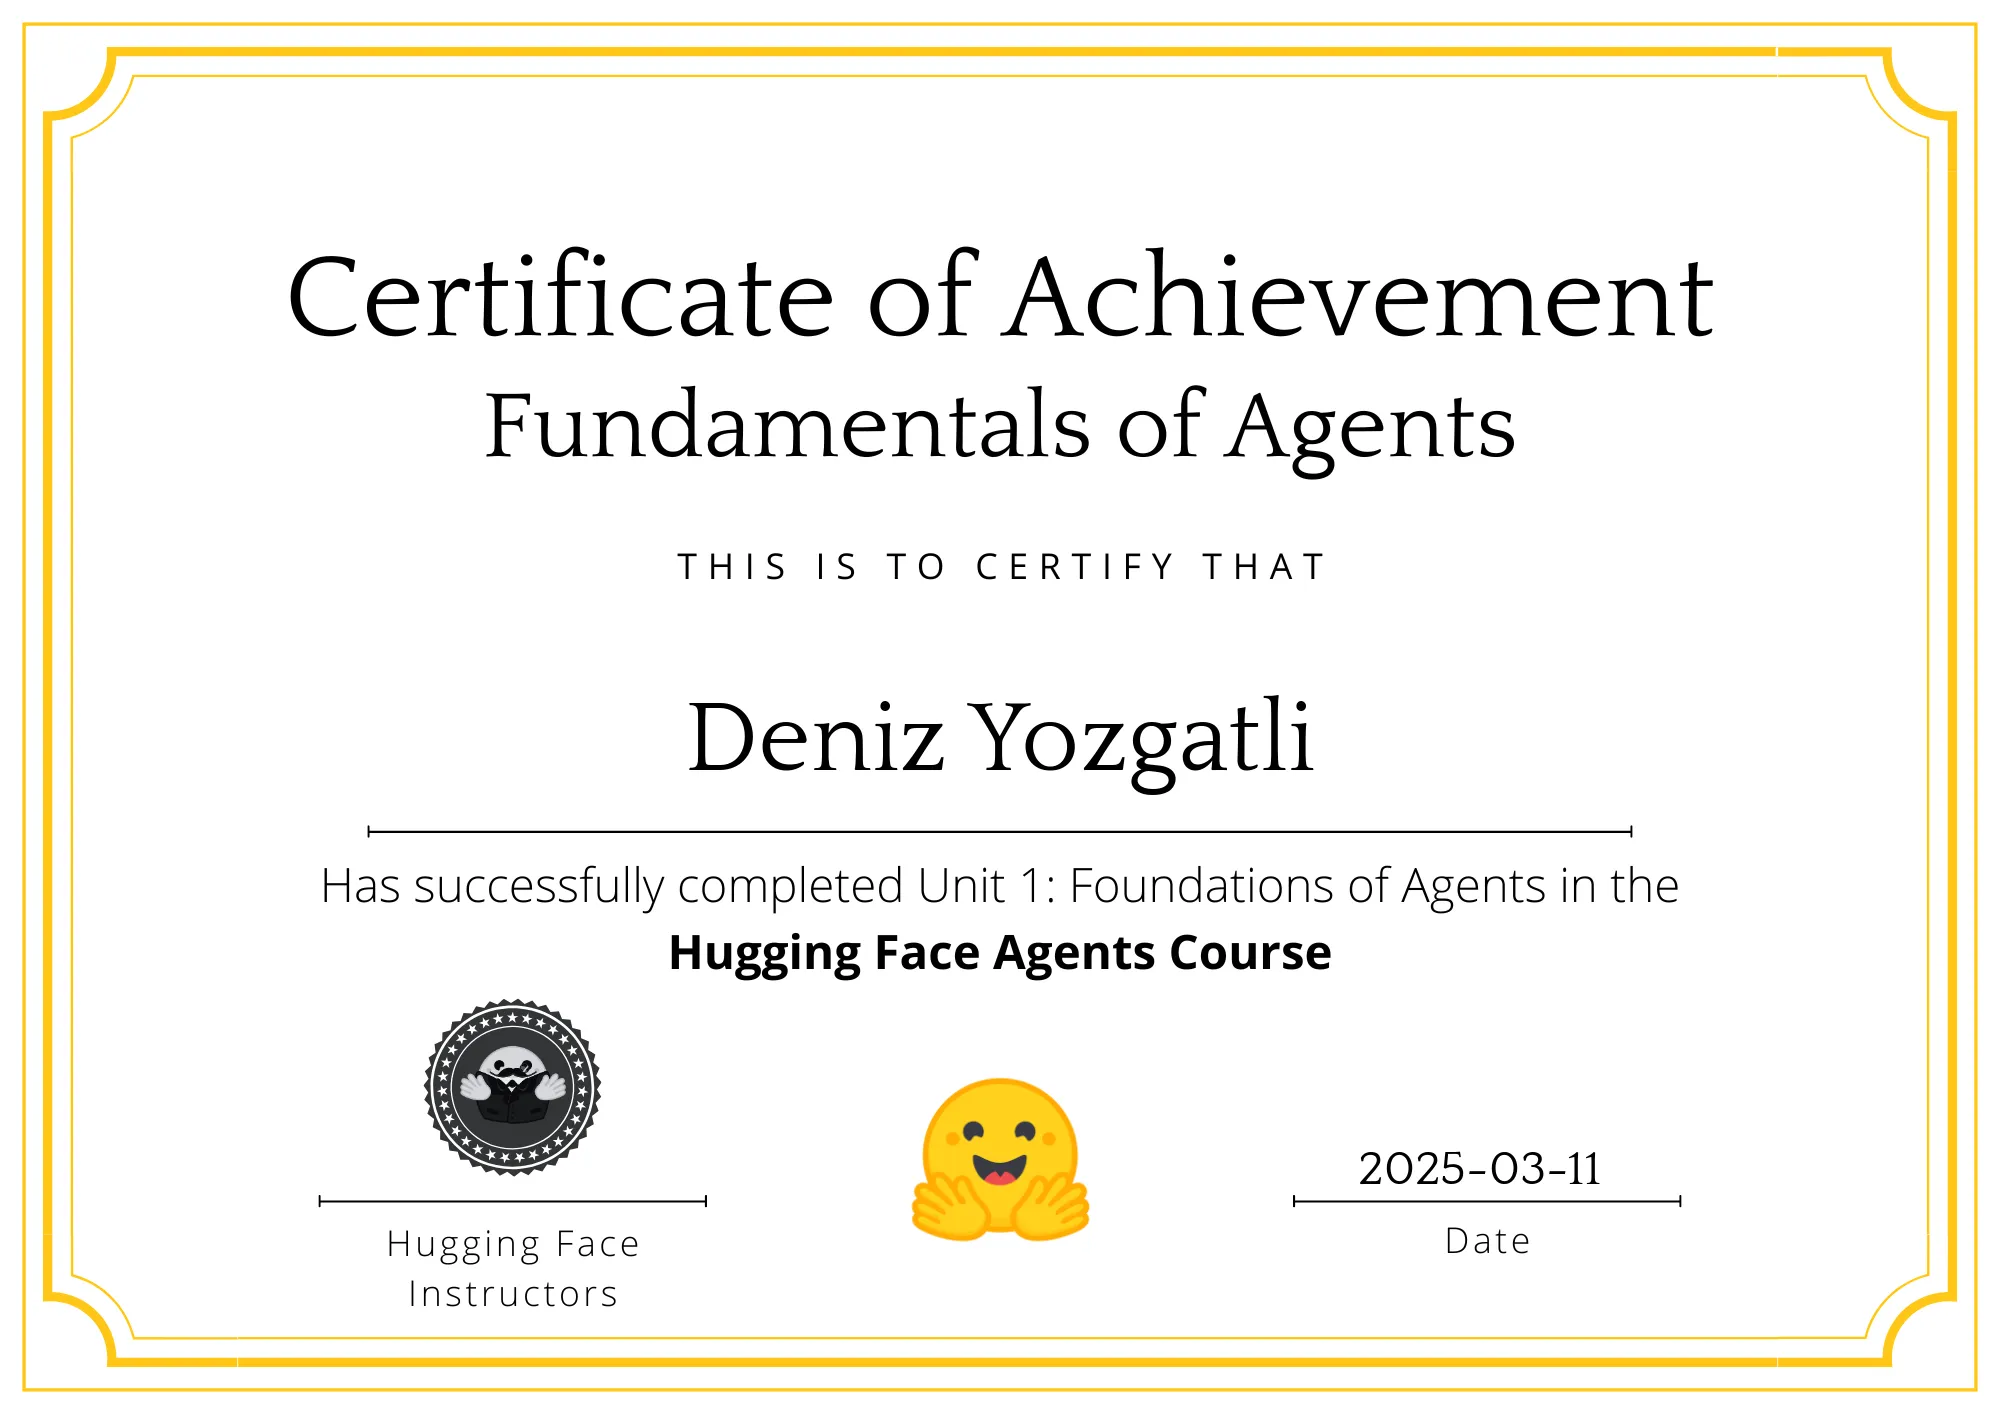 Certificate of Achievement
Fundamentals of Agents
THIS IS TO CERTIFY THAT
Deniz Yozgatli
Has successfully completed Unit 1: Foundations of Agents in the
Hugging Face Agents Course
2025-03-11
Hugging Face
Instructors
Date